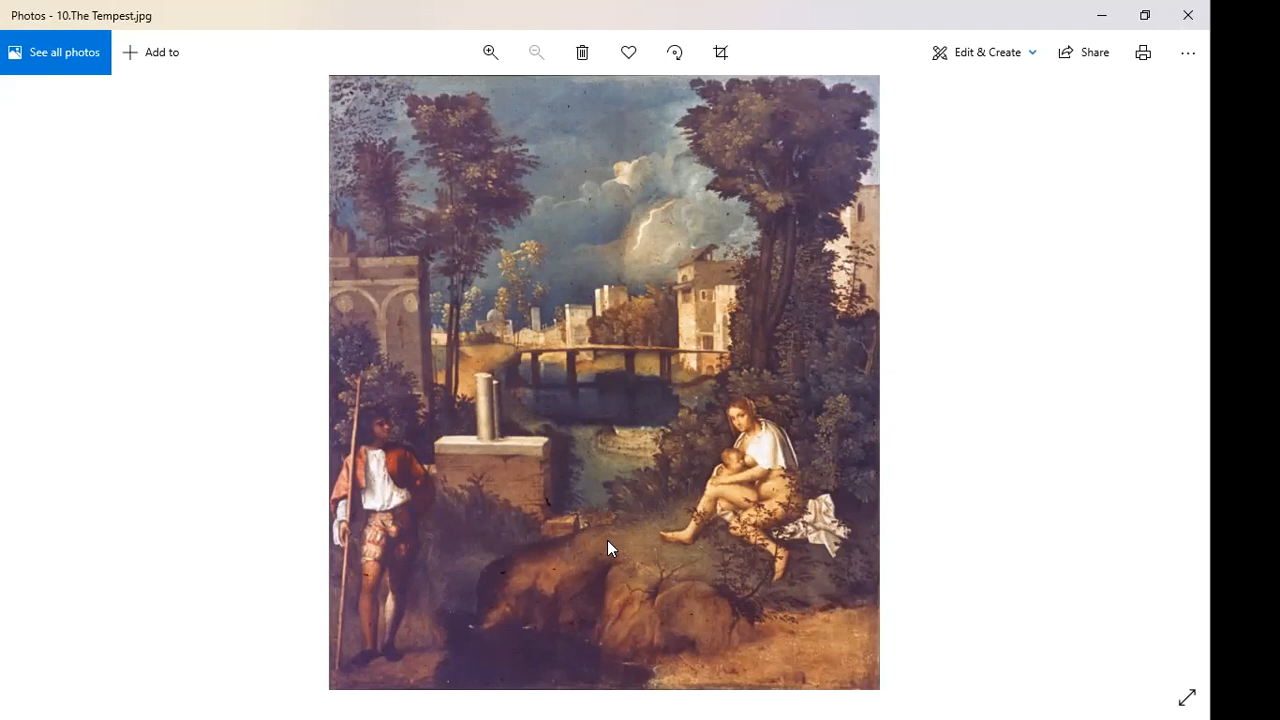 Photos - 10.The Tempest.jpg
See all photos
Add to
Edit & Create
Share